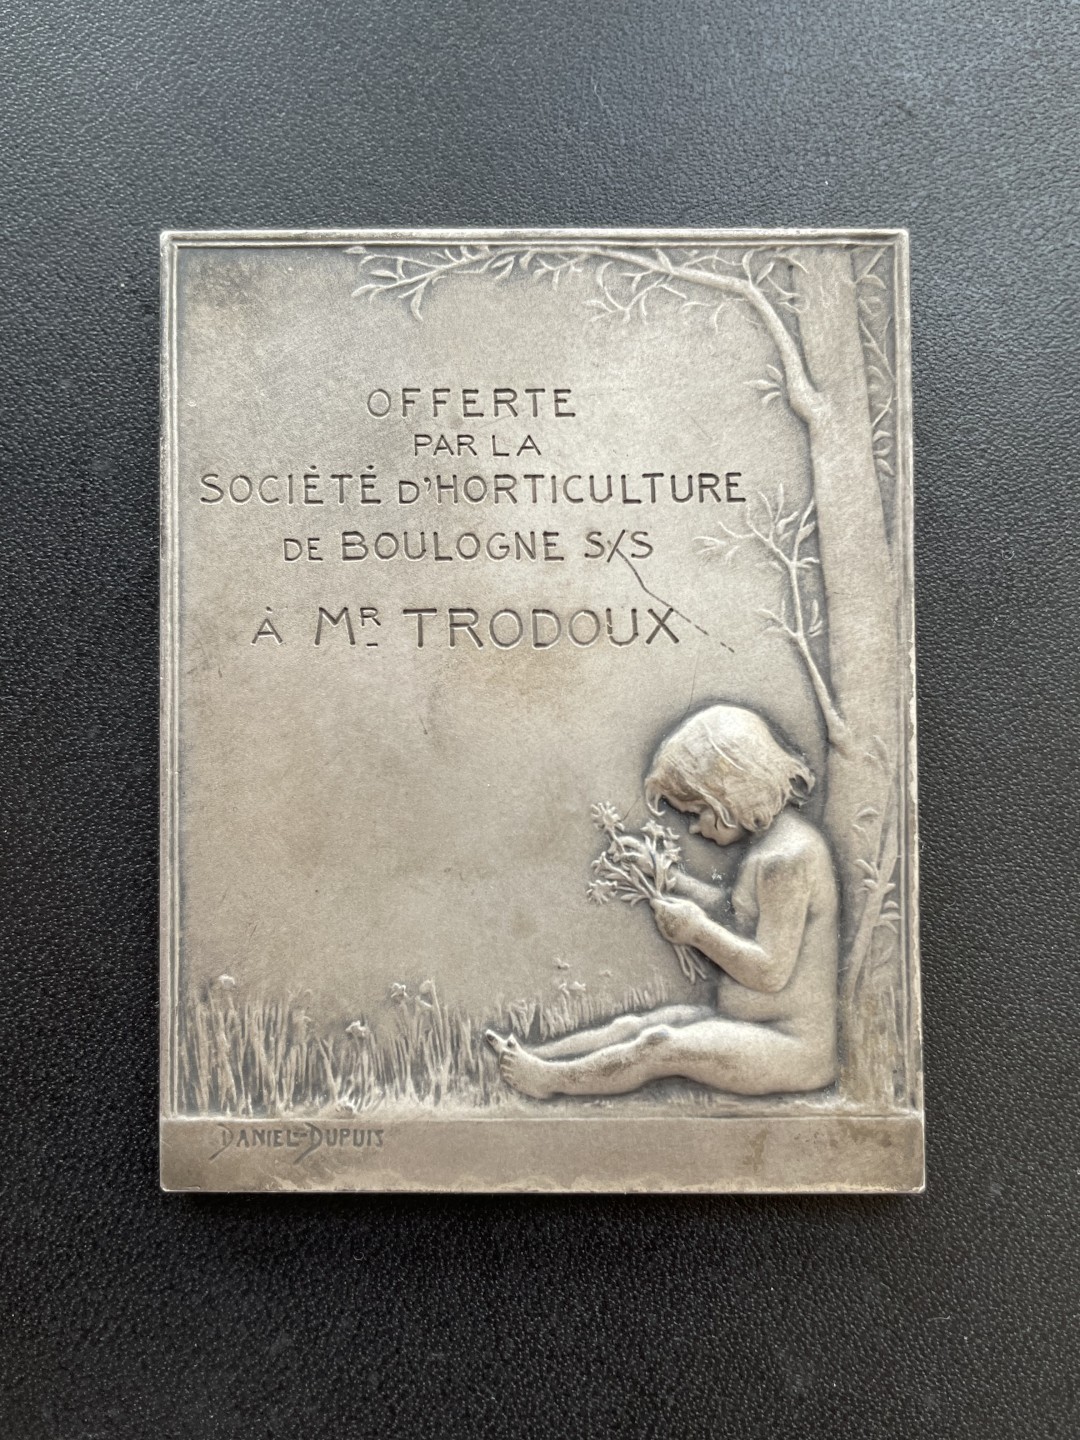 OFFERTE
PAR LA
SOCIÉTÉ D'HORTICULTURE
DE BOULOGNE S/S
À MR TRODOUX
DANIEL-DUPUIS